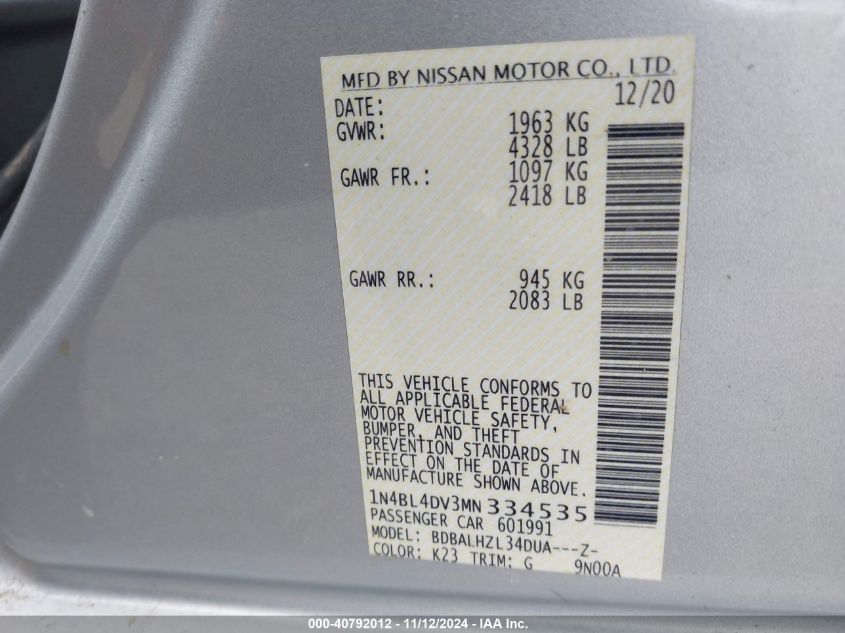 MFD BY NISSAN MOTOR CO., LTD.
DATE: 12/20
GVWR: 1963 KG
4328 LB
GAWR FR.: 1097 KG
2418 LB
GAWR RR.: 945 KG
2083 LB
THIS VEHICLE CONFORMS TO
ALL APPLICABLE FEDERAL
MOTOR VEHICLE SAFETY,
BUMPER, AND THEFT
PREVENTION STANDARDS IN
EFFECT ON THE DATE OF
MANUFACTURE SHOWN ABOVE.
1N4BL4DV3MN334535
PASSENGER CAR 601991
MODEL: BDBALHZL34DUA---Z-
COLOR: K23 TRIM: G 9N00A
000-40792012 - 11/12/2024 - IAA Inc.